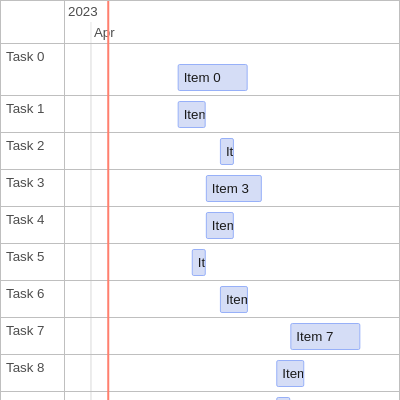 2023
Apr
Task 0
Item 0
Task 1
Iten
Task 2
It
Task 3
Item 3
Task 4
Iten
Task 5
It
Task 6
Iten
Task 7
Item 7
Task 8
Iten